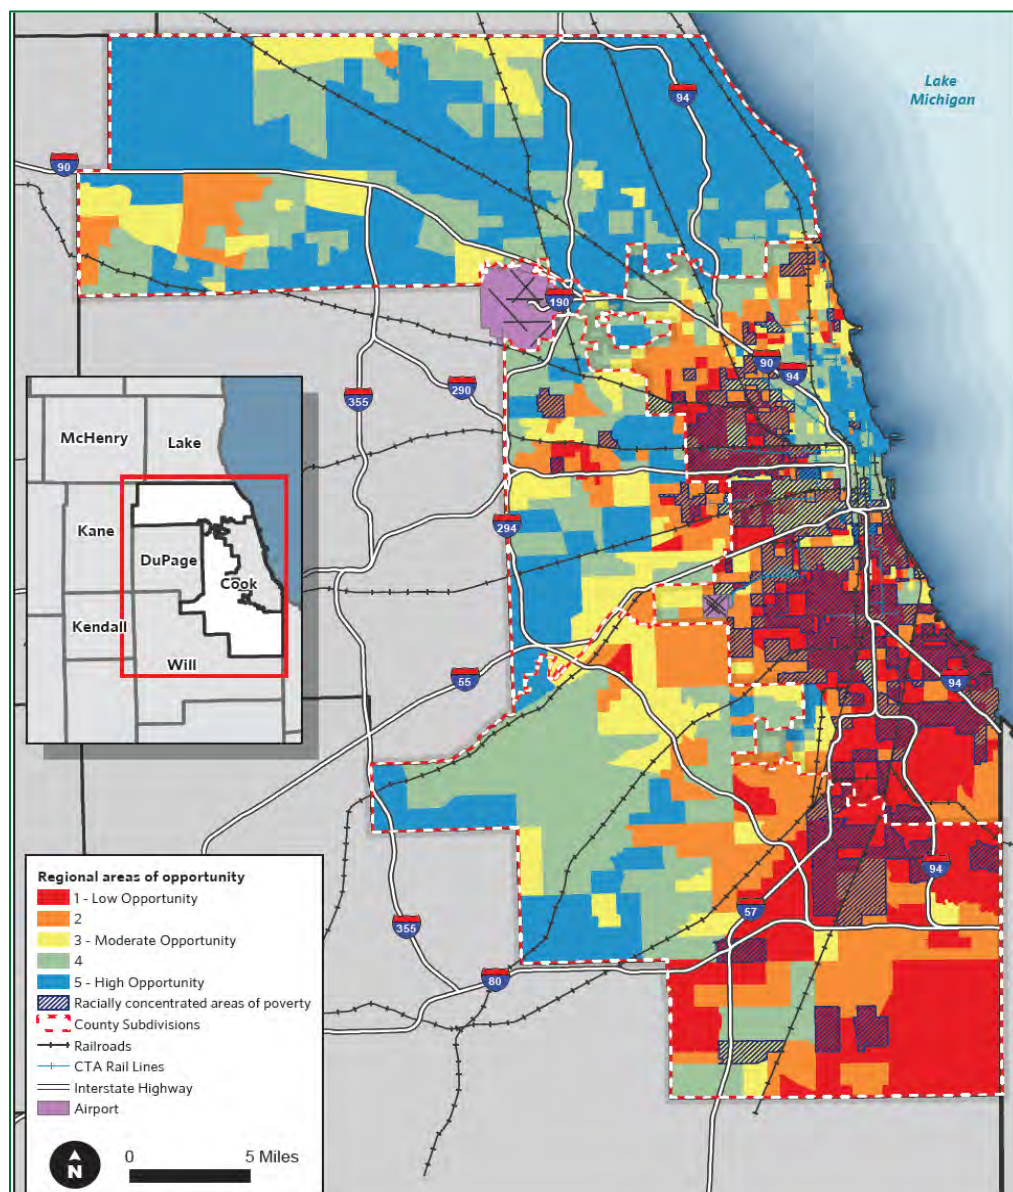 Lake
Michigan
94
90
190
90
94
290
355
294
55
94
94
57
355
80
McHenry
Lake
Kane
DuPage
Cook
Kendall
Will
Regional areas of opportunity
1 - Low Opportunity
2
3 - Moderate Opportunity
4
5 - High Opportunity
Racially concentrated areas of poverty
County Subdivisions
Railroads
CTA Rail Lines
Interstate Highway
Airport
N
0 5 Miles